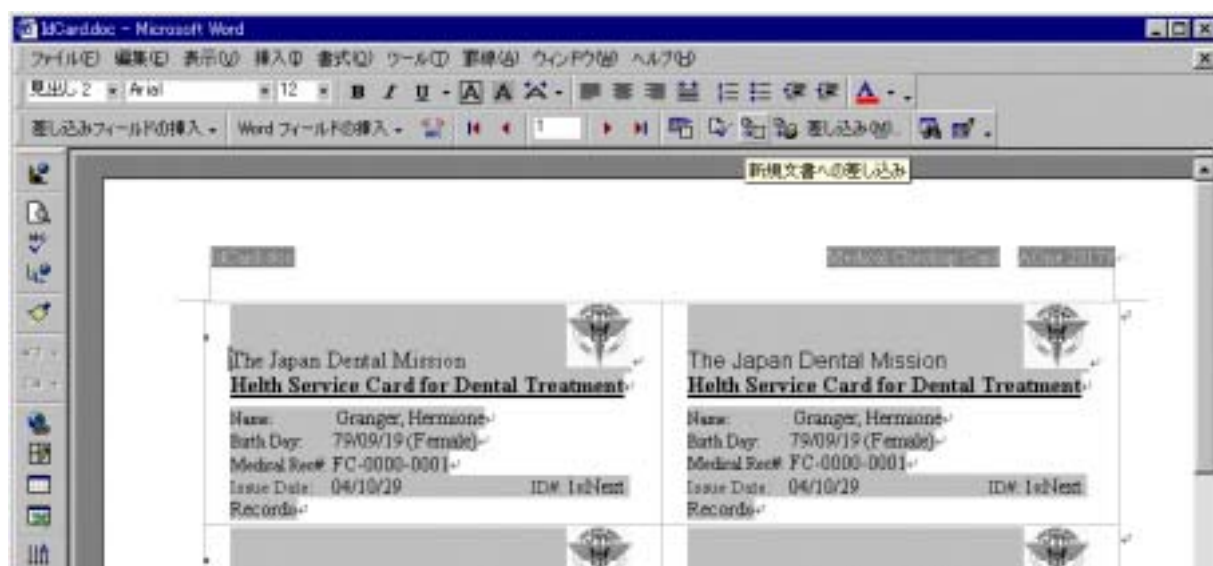 IdCard.doc - Microsoft Word
ファイル(F) 編集(E) 表示(V) 挿入(I) 書式(O) ツール(T) 罫線(A) ウィンドウ(W) ヘルプ(H)
見出し 2 Arial 12 B I U A A A
差し込みフィールドの挿入 Word フィールドの挿入 1 差し込み(M)...
新規文書への差し込み
IdCard.doc Medical Checkup Card
The Japan Dental Mission The Japan Dental Mission
Helth Service Card for Dental Treatment Helth Service Card for Dental Treatment
Name: Granger, Hermione Name: Granger, Hermione
Birth Day: 79/09/19 (Female) Birth Day: 79/09/19 (Female)
Medical Rec# FC-0000-0001 Medical Rec# FC-0000-0001
Issue Date: 04/10/29 ID#: 1stNext Issue Date: 04/10/29 ID#: 1stNext
Records Records